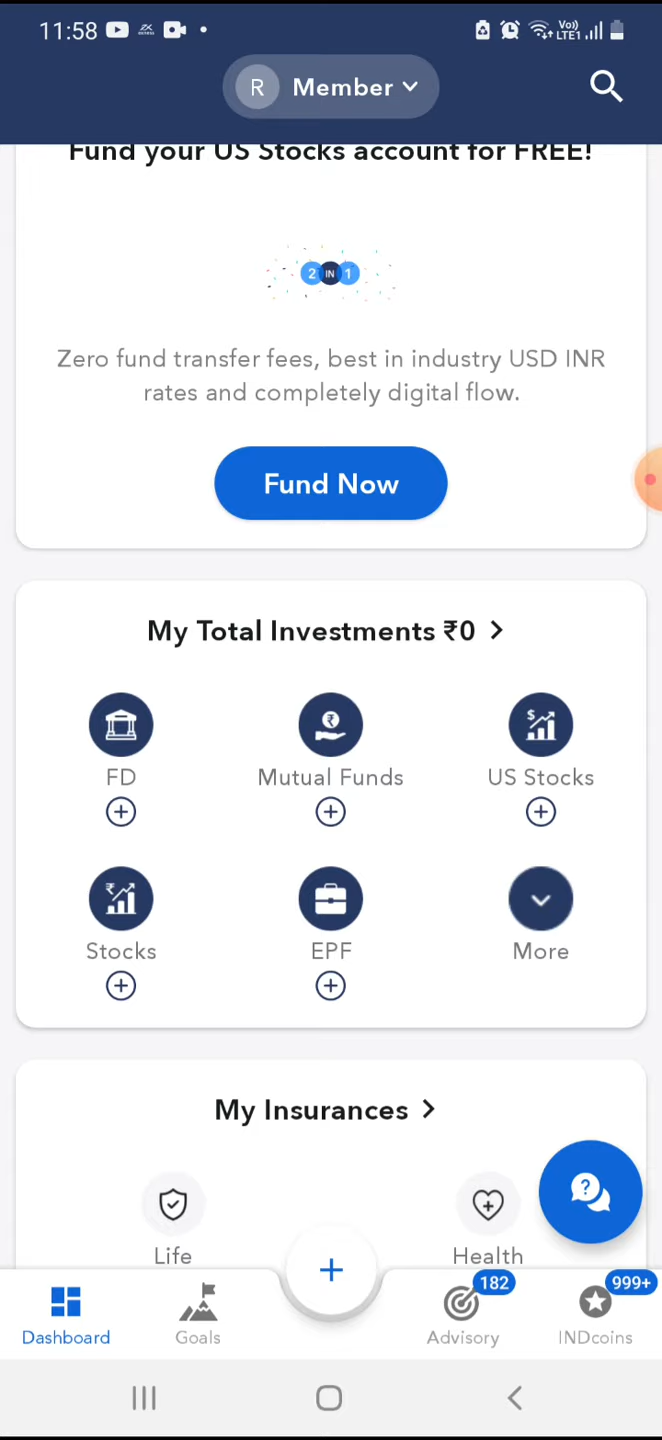 11:58
Vo))
LTE1
R Member
Fund your US Stocks account for FREE!
2 IN 1
Zero fund transfer fees, best in industry USD INR
rates and completely digital flow.
Fund Now
My Total Investments ₹0
FD Mutual Funds US Stocks
Stocks EPF More
My Insurances
Life Health
182 999+
Dashboard Goals Advisory INDcoins